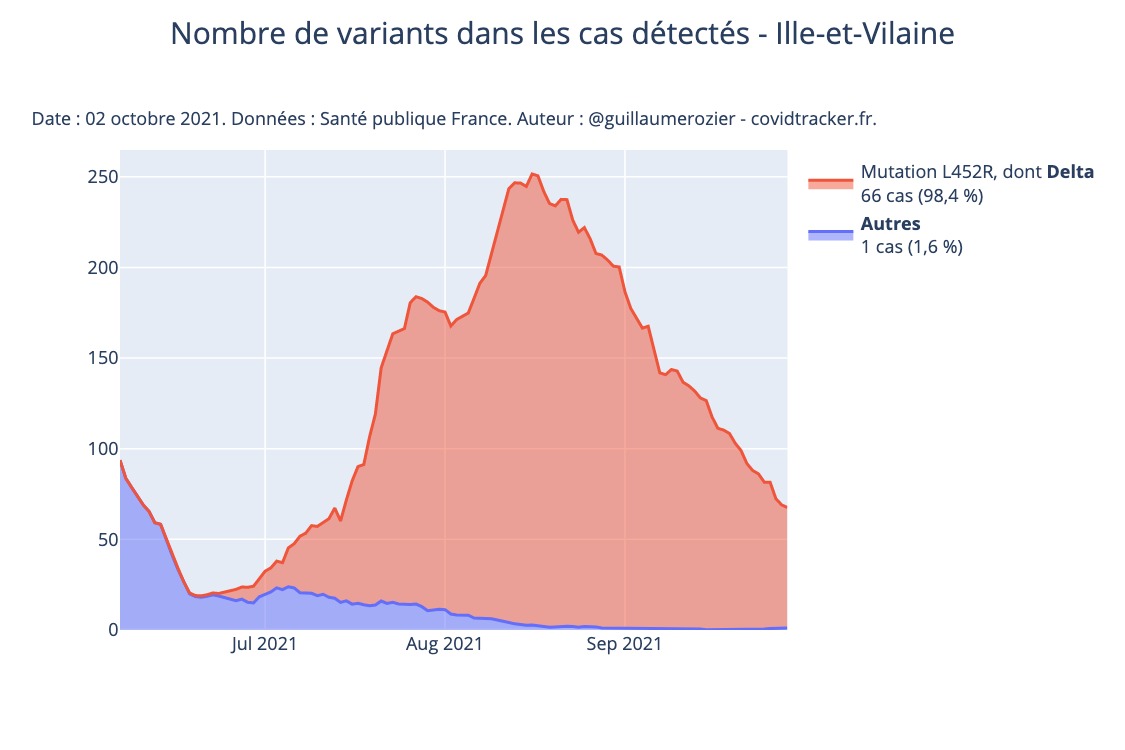 Nombre de variants dans les cas détectés - Ille-et-Vilaine
Date : 02 octobre 2021. Données : Santé publique France. Auteur : @guillaumerozier - covidtracker.fr.
Mutation L452R, dont Delta
66 cas (98,4 %)
Autres
1 cas (1,6 %)
250
200
150
100
50
0
Jul 2021
Aug 2021
Sep 2021